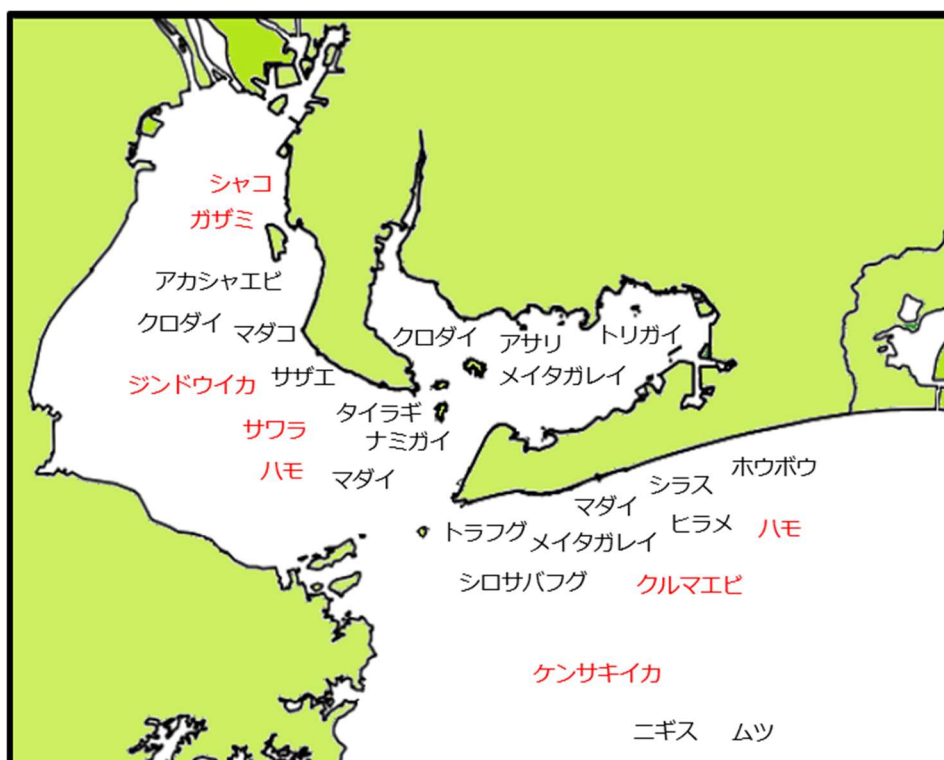 シャコ
ガザミ
アカシャエビ
クロダイ
マダコ
ジンドウイカ
サザエ
サワラ
タイラギ
ナミガイ
ハモ
マダイ
クロダイ
アサリ
トリガイ
メイタガレイ
ホウボウ
シラス
マダイ
ヒラメ
ハモ
トラフグ
メイタガレイ
シロサバフグ
クルマエビ
ケンサキイカ
ニギス
ムツ